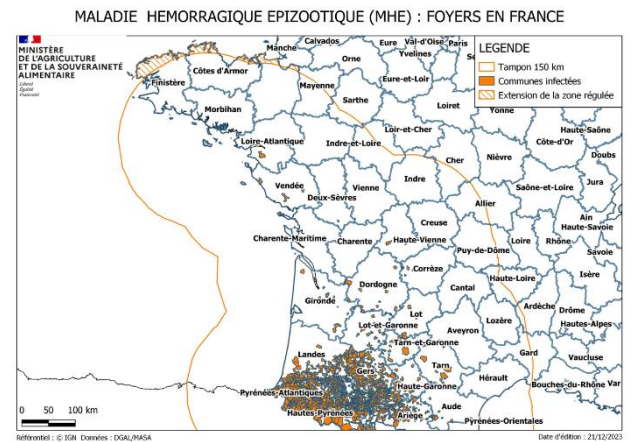 MALADIE HEMORRAGIQUE EPIZOOTIQUE (MHE) : FOYERS EN FRANCE
MINISTÈRE
DE L'AGRICULTURE
ET DE LA SOUVERAINETÉ
ALIMENTAIRE
Liberté
Égalité
Fraternité
LEGENDE
Tampon 150 km
Communes infectées
Extension de la zone régulée
Calvados
Eure
Val-d'Oise
Paris
Manche
Yvelines
Orne
Finistère
Côtes d'Armor
Mayenne
Eure-et-Loir
Sarthe
Morbihan
Loiret
Yonne
Loir-et-Cher
Haute-Saône
Loire-Atlantique
Indre-et-Loire
Côte-d'Or
Cher
Nièvre
Doubs
Vendée
Vienne
Indre
Deux-Sèvres
Saône-et-Loire
Jura
Allier
Creuse
Ain
Haute-Savoie
Charente-Maritime
Charente
Haute-Vienne
Loire
Rhône
Puy-de-Dôme
Savoie
Corrèze
Isère
Dordogne
Cantal
Haute-Loire
Gironde
Lot
Ardèche
Drôme
Lot-et-Garonne
Lozère
Hautes-Alpes
Aveyron
Tarn-et-Garonne
Landes
Gard
Vaucluse
Gers
Tarn
Hérault
Pyrénées-Atlantiques
Haute-Garonne
Bouches-du-Rhône
Var
Hautes-Pyrénées
Ariège
Aude
Pyrénées-Orientales
0 50 100 km
Référentiel : © IGN Données : DGAL/MASA
Date d'édition : 21/12/2023